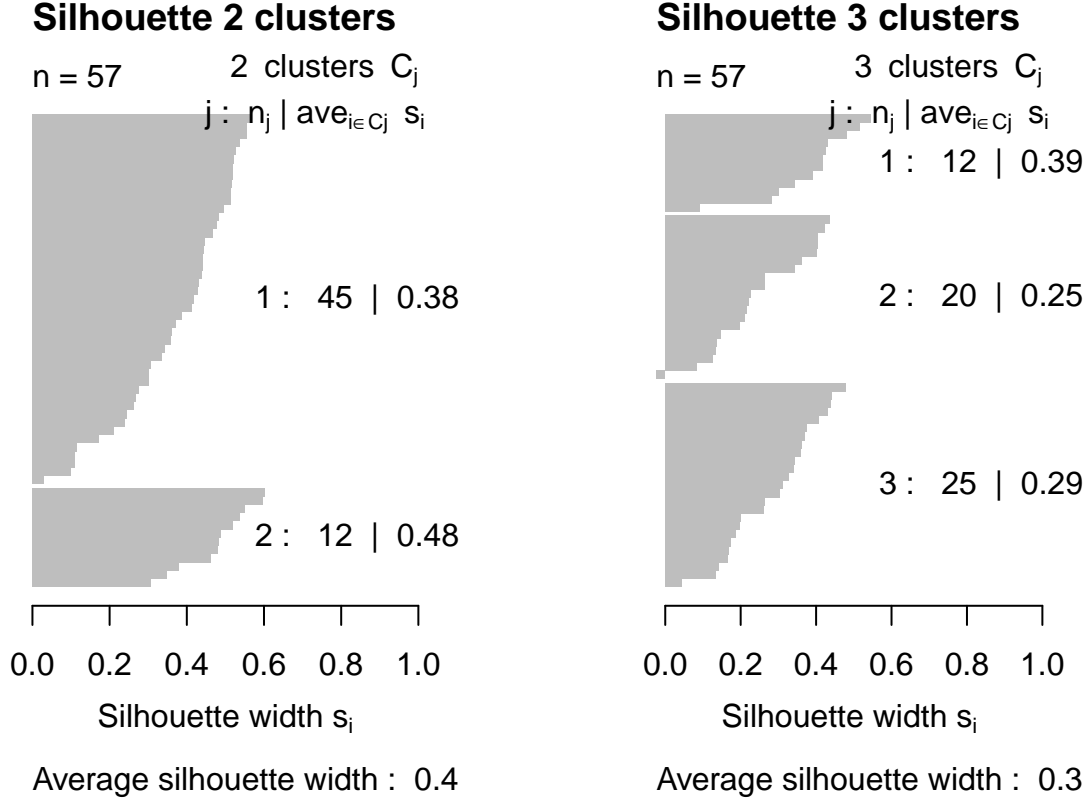 Silhouette 2 clusters
n = 57
2 clusters Cj
j : nj | avei∈Cj si
1 : 45 | 0.38
2 : 12 | 0.48
0.0 0.2 0.4 0.6 0.8 1.0
Silhouette width si
Average silhouette width : 0.4
Silhouette 3 clusters
n = 57
3 clusters Cj
j : nj | avei∈Cj si
1 : 12 | 0.39
2 : 20 | 0.25
3 : 25 | 0.29
0.0 0.2 0.4 0.6 0.8 1.0
Silhouette width si
Average silhouette width : 0.3